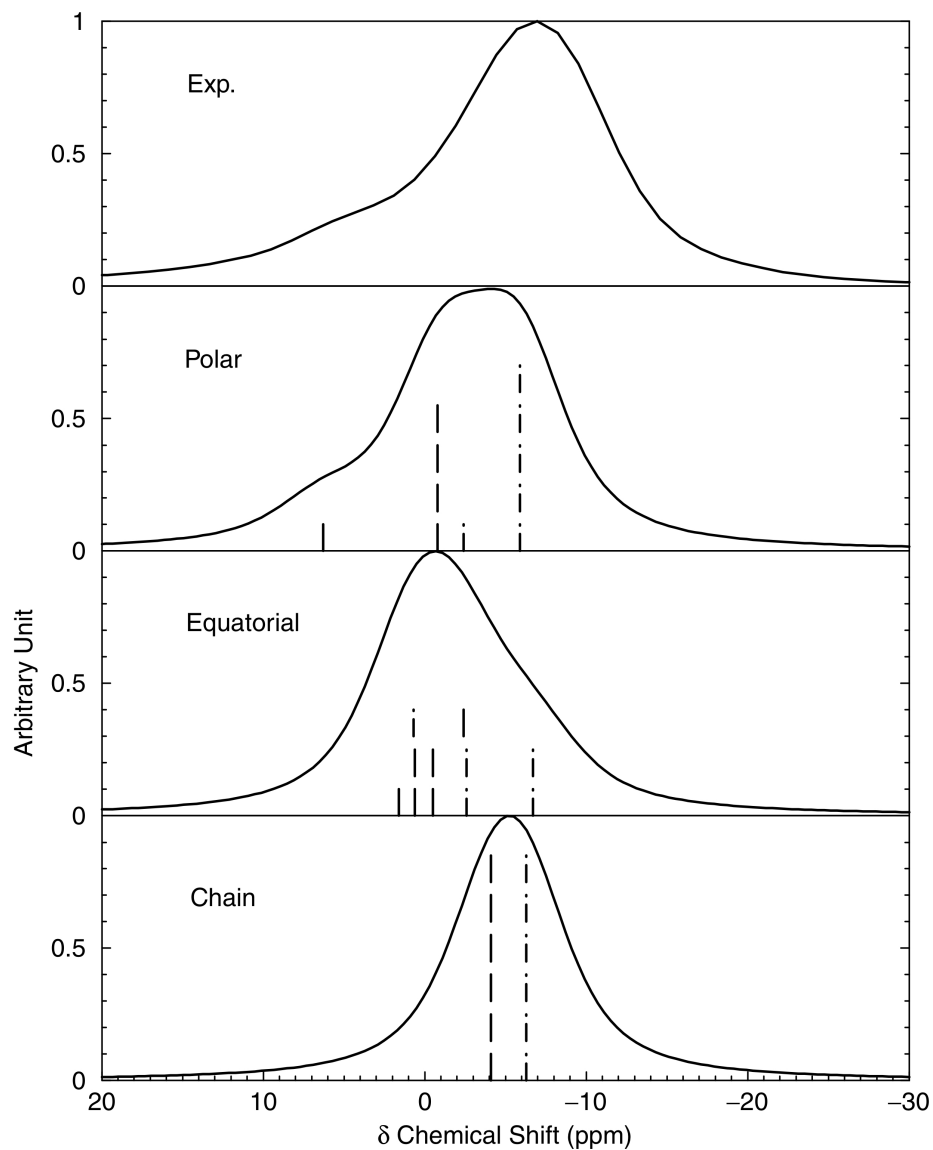 1
Exp.
0.5
0
Polar
0.5
0
Equatorial
0.5
0
Chain
0.5
0
Arbitrary Unit
20 10 0 –10 –20 –30
δ Chemical Shift (ppm)